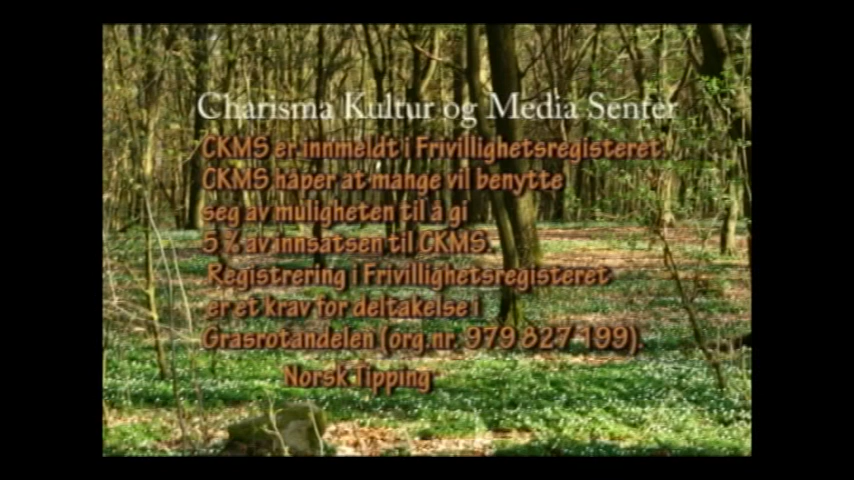 Charisma Kultur og Media Senter
CKMS er innmeldt i Frivillighetsregisteret.
CKMS håper at mange vil benytte
seg av muligheten til å gi
5 % av innsatsen til CKMS.
Registrering i Frivillighetsregisteret
er et krav for deltakelse i
Grasrotandelen (org.nr. 979 827 199).
Norsk Tipping